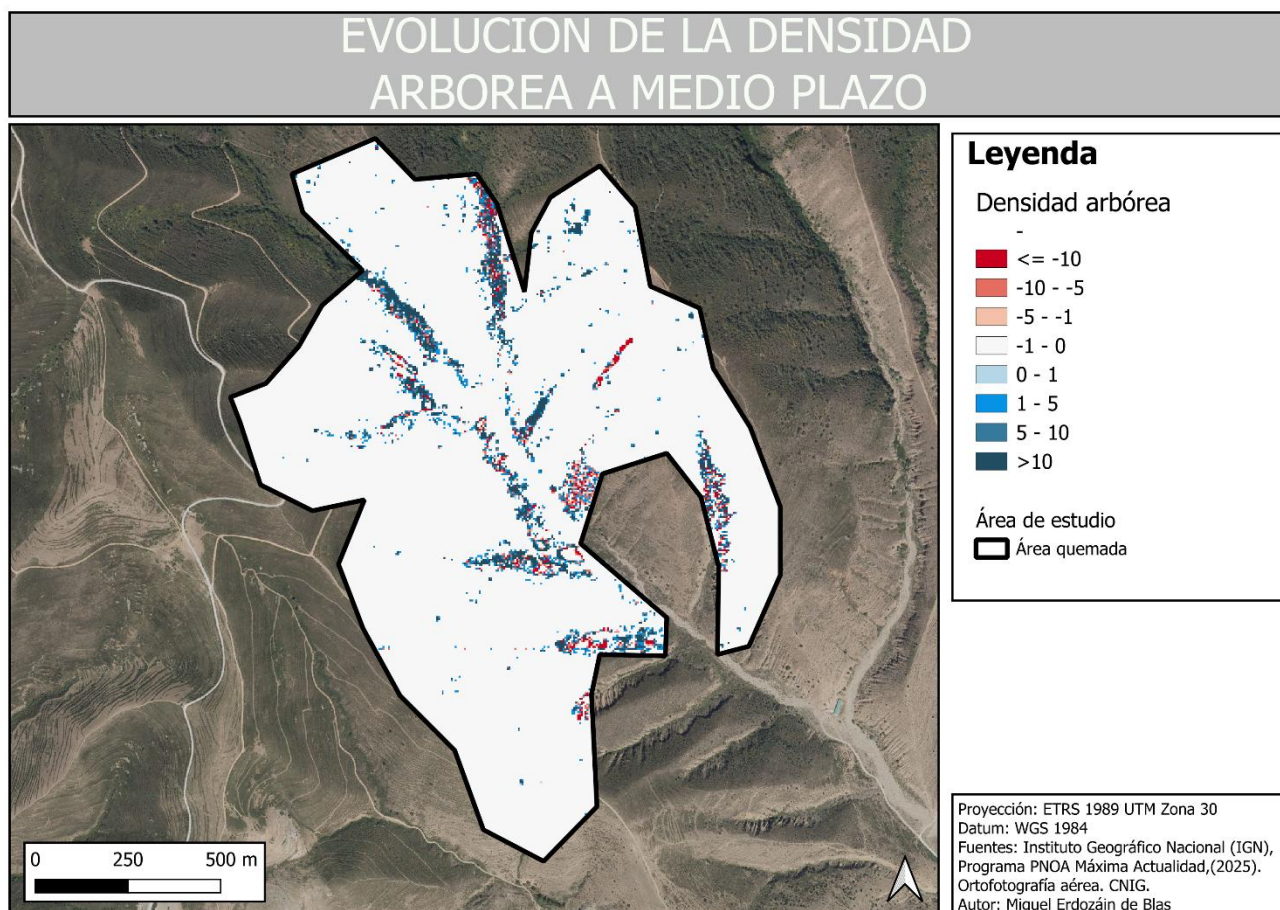 EVOLUCION DE LA DENSIDAD
ARBOREA A MEDIO PLAZO
Leyenda
Densidad arbórea
-
<= -10
-10 - -5
-5 - -1
-1 - 0
0 - 1
1 - 5
5 - 10
>10
Área de estudio
Área quemada
0 250 500 m
Proyección: ETRS 1989 UTM Zona 30
Datum: WGS 1984
Fuentes: Instituto Geográfico Nacional (IGN),
Programa PNOA Máxima Actualidad,(2025).
Ortofotografía aérea. CNIG.
Autor: Miguel Erdozáin de Blas